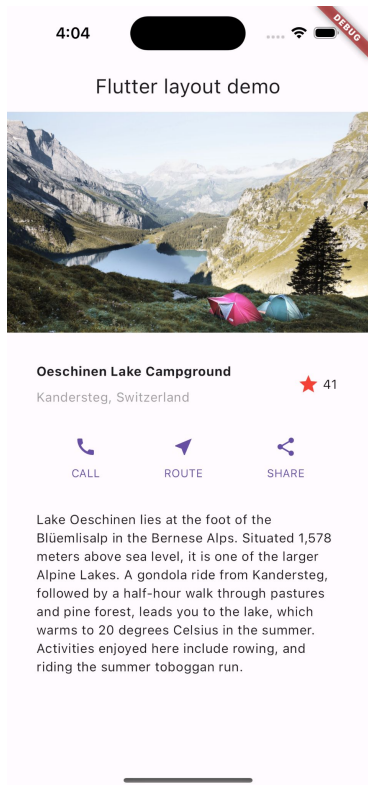 4:04
DEBUG
Flutter layout demo
Oeschinen Lake Campground
41
Kandersteg, Switzerland
CALL ROUTE SHARE
Lake Oeschinen lies at the foot of the
Blüemlisalp in the Bernese Alps. Situated 1,578
meters above sea level, it is one of the larger
Alpine Lakes. A gondola ride from Kandersteg,
followed by a half-hour walk through pastures
and pine forest, leads you to the lake, which
warms to 20 degrees Celsius in the summer.
Activities enjoyed here include rowing, and
riding the summer toboggan run.